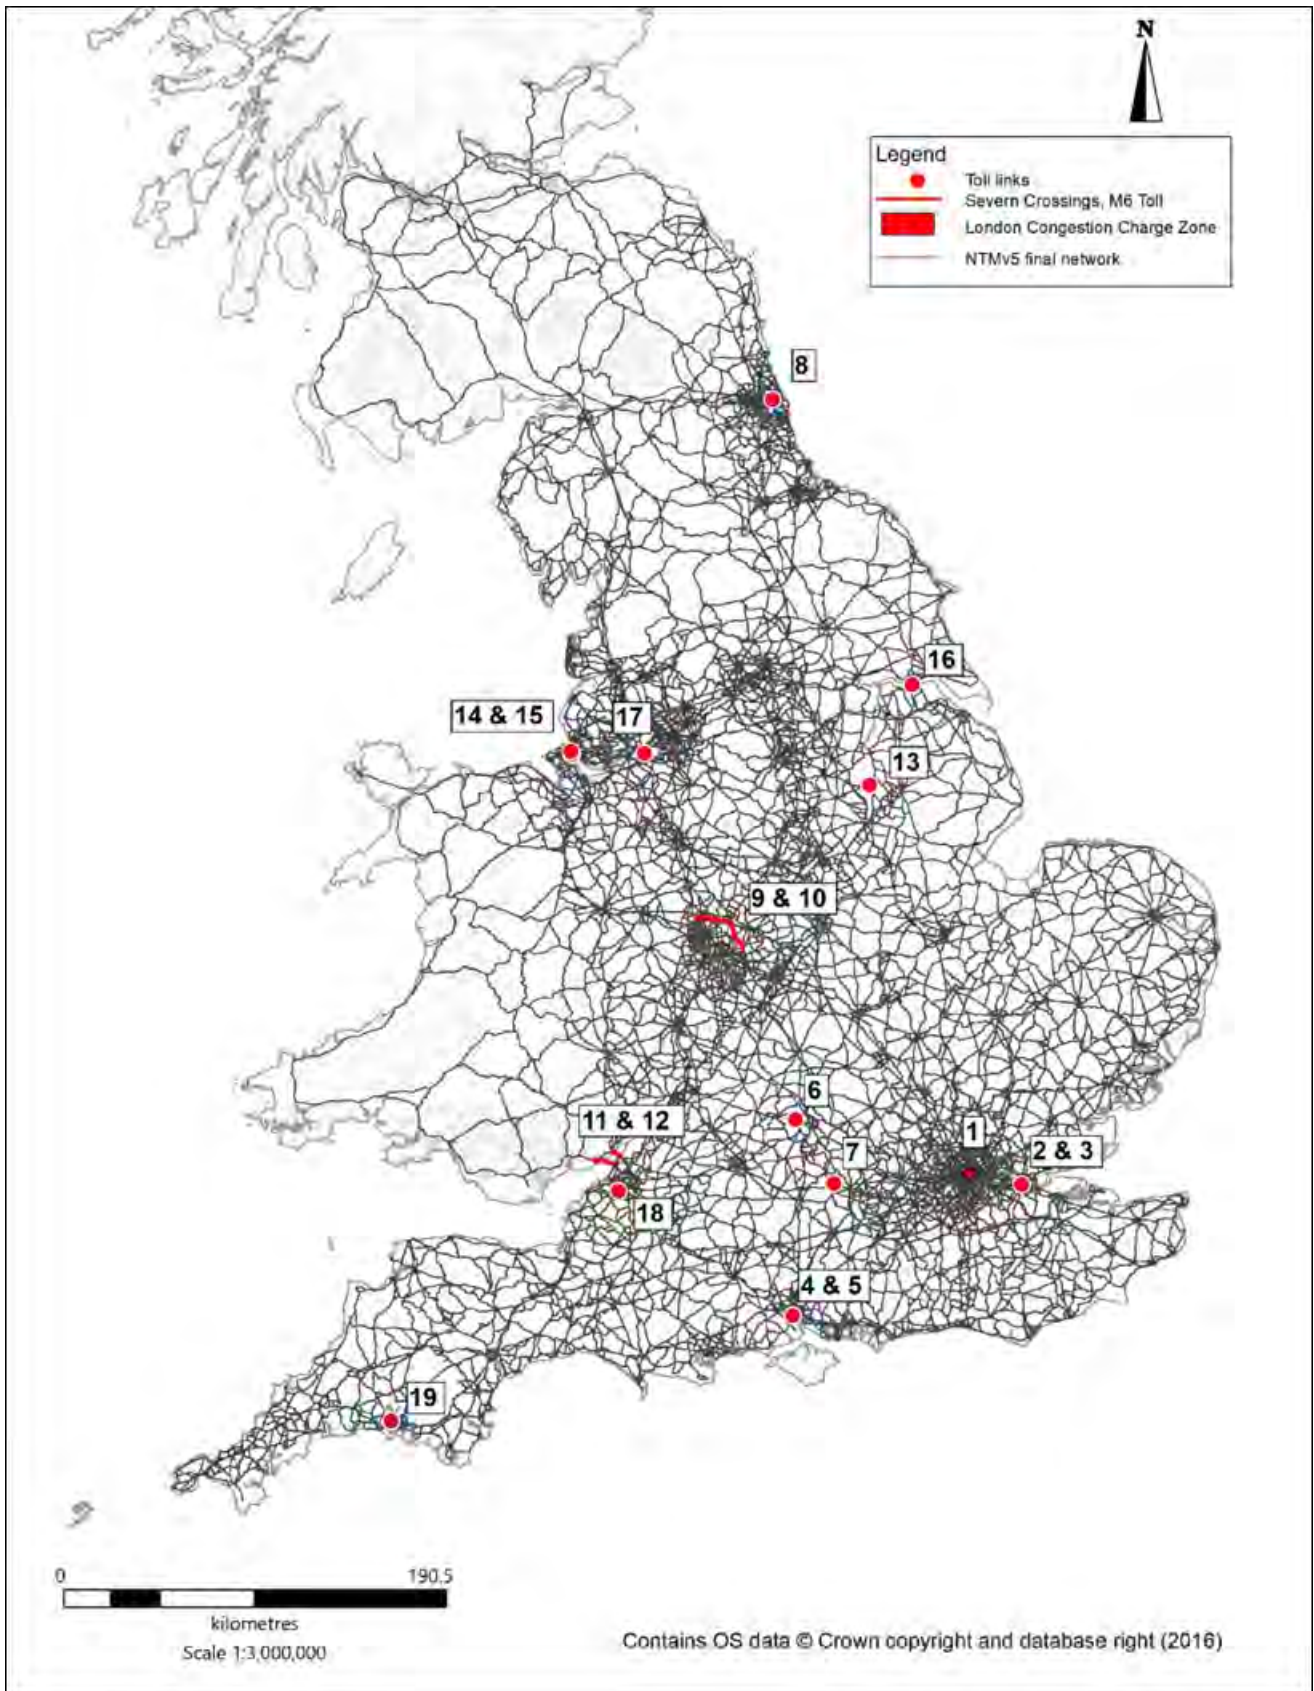 N
Legend
Toll links
Severn Crossings, M6 Toll
London Congestion Charge Zone
NTMv5 final network
8
16
14 & 15
17
13
9 & 10
6
11 & 12
1
2 & 3
7
18
4 & 5
19
0
190.5
kilometres
Scale 1:3,000,000
Contains OS data © Crown copyright and database right (2016)